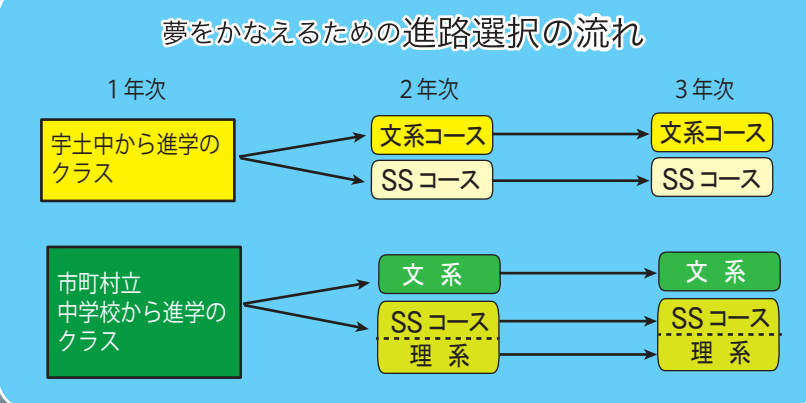 夢をかなえるための進路選択の流れ
1年次
2年次
3年次
宇土中から進学の
クラス
文系コース
文系コース
SSコース
SSコース
市町村立
中学校から進学の
クラス
文 系
文 系
SSコース
SSコース
理 系
理 系